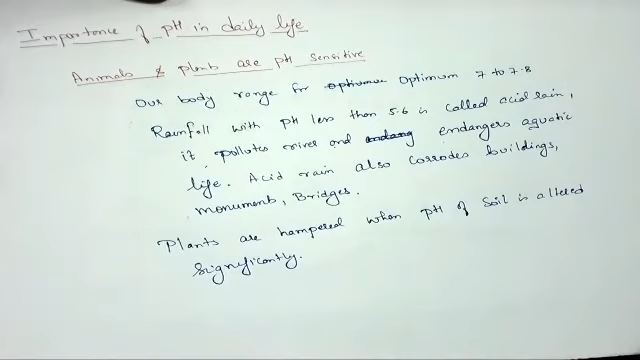 Importance of pH in daily life
Animals & plants are pH sensitive
Our body range for optimum Optimum 7 to 7.8
Rainfall with pH less than 5.6 is called acid rain,
it pollutes river and endang endangers aquatic
life. Acid rain also corrodes buildings,
monument, Bridges.
Plants are hampered when pH of Soil is altered
significantly.